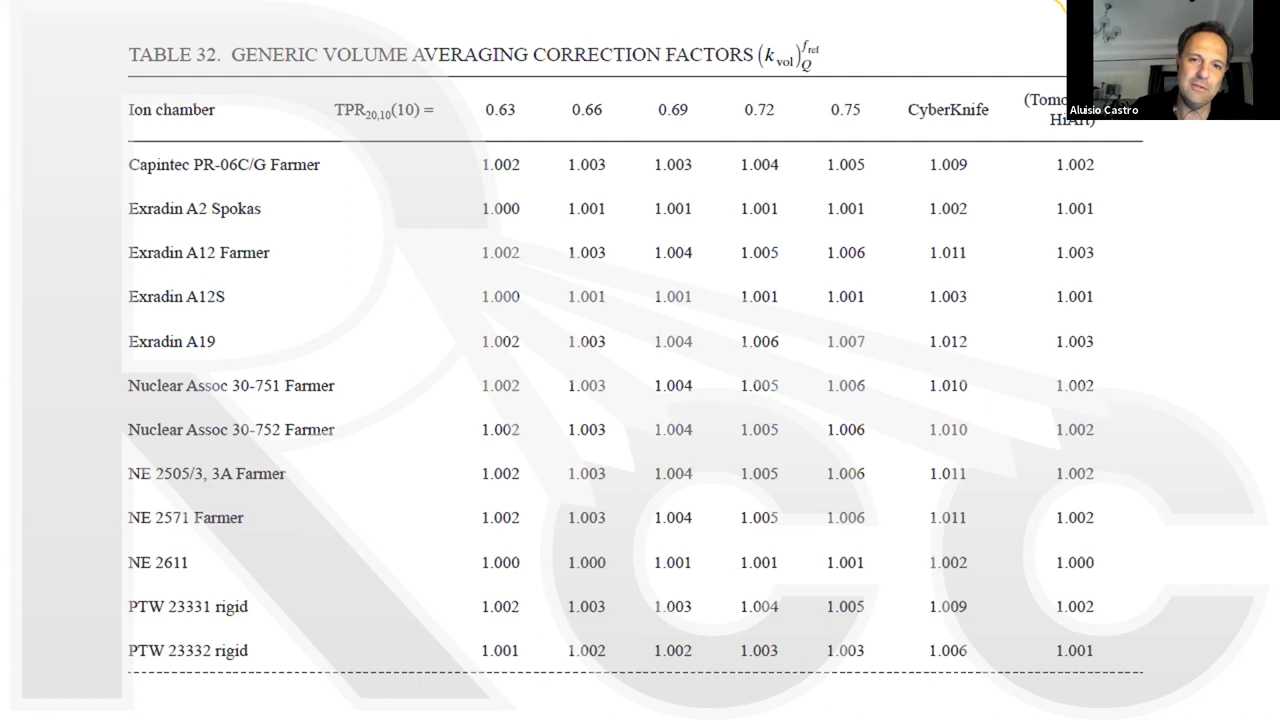 TABLE 32. GENERIC VOLUME AVERAGING CORRECTION FACTORS (k vol) Q f ref
Aluisio Castro
Ion chamber TPR20,10(10) = 0.63 0.66 0.69 0.72 0.75 CyberKnife
Capintec PR-06C/G Farmer 1.002 1.003 1.003 1.004 1.005 1.009 1.002
Exradin A2 Spokas 1.000 1.001 1.001 1.001 1.001 1.002 1.001
Exradin A12 Farmer 1.002 1.003 1.004 1.005 1.006 1.011 1.003
Exradin A12S 1.000 1.001 1.001 1.001 1.001 1.003 1.001
Exradin A19 1.002 1.003 1.004 1.006 1.007 1.012 1.003
Nuclear Assoc 30-751 Farmer 1.002 1.003 1.004 1.005 1.006 1.010 1.002
Nuclear Assoc 30-752 Farmer 1.002 1.003 1.004 1.005 1.006 1.010 1.002
NE 2505/3, 3A Farmer 1.002 1.003 1.004 1.005 1.006 1.011 1.002
NE 2571 Farmer 1.002 1.003 1.004 1.005 1.006 1.011 1.002
NE 2611 1.000 1.000 1.001 1.001 1.001 1.002 1.000
PTW 23331 rigid 1.002 1.003 1.003 1.004 1.005 1.009 1.002
PTW 23332 rigid 1.001 1.002 1.002 1.003 1.003 1.006 1.001